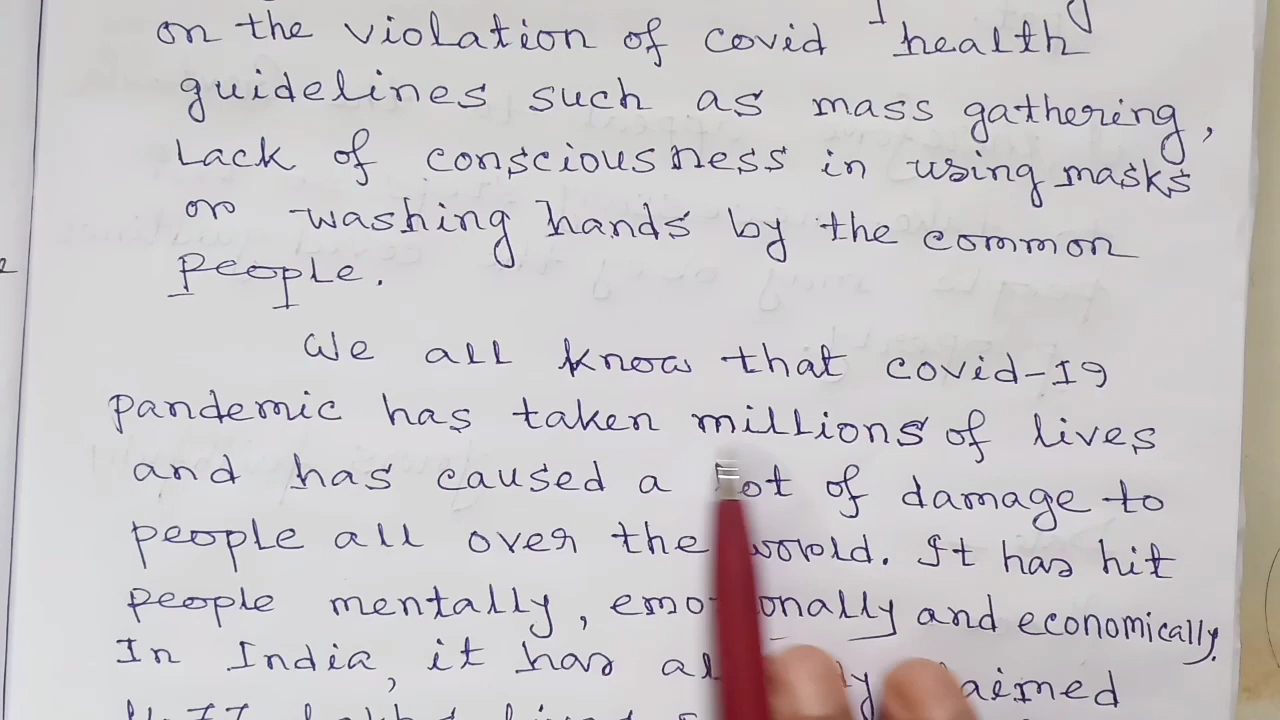 on the violation of covid health
guidelines such as mass gathering,
Lack of consciousness in using masks
or washing hands by the common
People.
We all know that covid-19
pandemic has taken millions of lives
and has caused a lot of damage to
people all over the world. It has hit
people mentally, emotionally and economically.
In India, it has